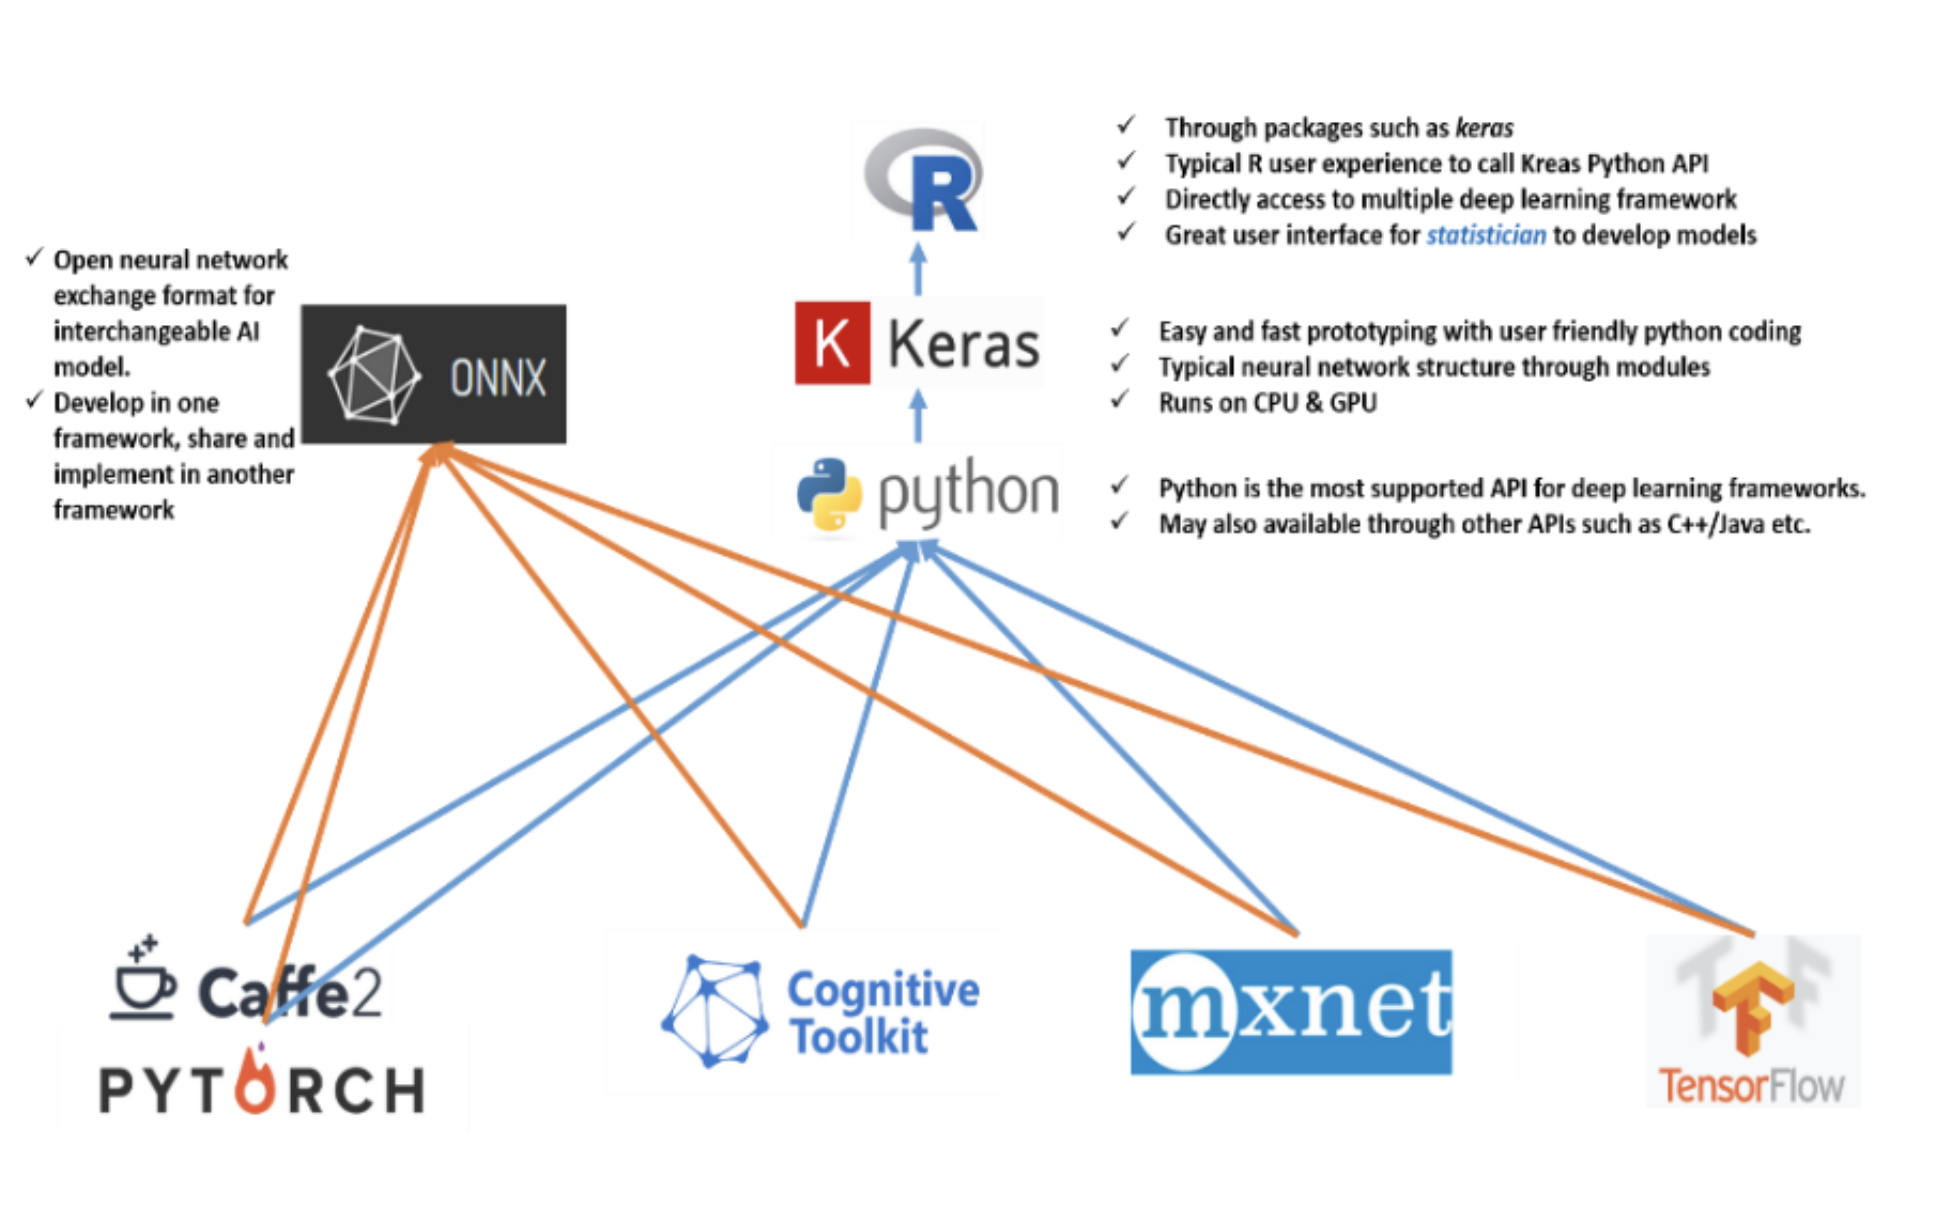 ✓ Through packages such as keras
✓ Typical R user experience to call Kreas Python API
✓ Directly access to multiple deep learning framework
✓ Great user interface for statistician to develop models
R
✓ Open neural network
exchange format for
interchangeable AI
model.
✓ Develop in one
framework, share and
implement in another
framework
ONNX
K Keras
✓ Easy and fast prototyping with user friendly python coding
✓ Typical neural network structure through modules
✓ Runs on CPU & GPU
python
✓ Python is the most supported API for deep learning frameworks.
✓ May also available through other APIs such as C++/Java etc.
Caffe2
PYTORCH
Cognitive
Toolkit
mxnet
TensorFlow